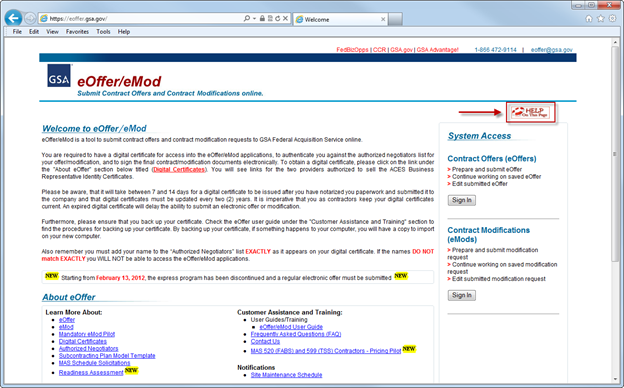 https://eoffer.gsa.gov/
Welcome
File Edit View Favorites Tools Help
FedBizOpps | COR | GSA.gov | GSA Advantage! 1-866 472-9114 | eoffer@gsa.gov
GSA
eOffer/eMod
Submit Contract Offers and Contract Modifications online.
HELP
On This Page
Welcome to eOffer/eMod
eOffer/eMod is a tool to submit contract offers and contract modification requests to GSA Federal Acquisition Service online.
You are required to have a digital certificate for access into the eOffer/eMod applications, to authenticate you against the authorized negotiators list for
your offer/modification, and to sign the final contract/modification documents electronically. To obtain a digital certificate, please click on the link under
the "About eOffer" section below titled (Digital Certificates). You will see links for the two providers authorized to sell the ACES Business
Representative Identity Certificates.
Please be aware, that it will take between 7 and 14 days for a digital certificate to be issued after you have notarized you paperwork and submitted it to
the company and that digital certificates must be updated every two (2) years. It is imperative that as contractors you keep your digital certificates
current. An expired digital certificate will delay the ability to submit an electronic offer or modification.
Furthermore, please ensure that you back up your certificate. Check the eOffer user guide under the "Customer Assistance and Training" section to
find the procedures for backing up your certificate. By backing up your certificate, if something happens to your computer, you will have a copy to import
on your new computer.
Also remember you must add your name to the "Authorized Negotiators" list EXACTLY as it appears on your digital certificate. If the names DO NOT
match EXACTLY you WILL NOT be able to access the eOffer/eMod applications.
NEW Starting from February 13, 2012, the express program has been discontinued and a regular electronic offer must be submitted NEW
About eOffer
Learn More About:
eOffer
eMod
Mandatory eMod Pilot
Digital Certificates
Authorized Negotiators
Subcontracting Plan Model Template
MAS Schedule Solicitations
Readiness Assessment NEW
Customer Assistance and Training:
User Guides/Training
eOffer/eMod User Guide
Frequently Asked Questions (FAQ)
Contact Us
MAS 520 (FABS) and 599 (TSS) Contractors - Pricing Pilot NEW
Notifications
Site Maintenance Schedule
System Access
Contract Offers (eOffers)
> Prepare and submit eOffer
> Continue working on saved eOffer
> Edit submitted eOffer
Sign In
Contract Modifications
(eMods)
> Prepare and submit modification
request
> Continue working on saved modification
request
> Edit submitted modification request
Sign In